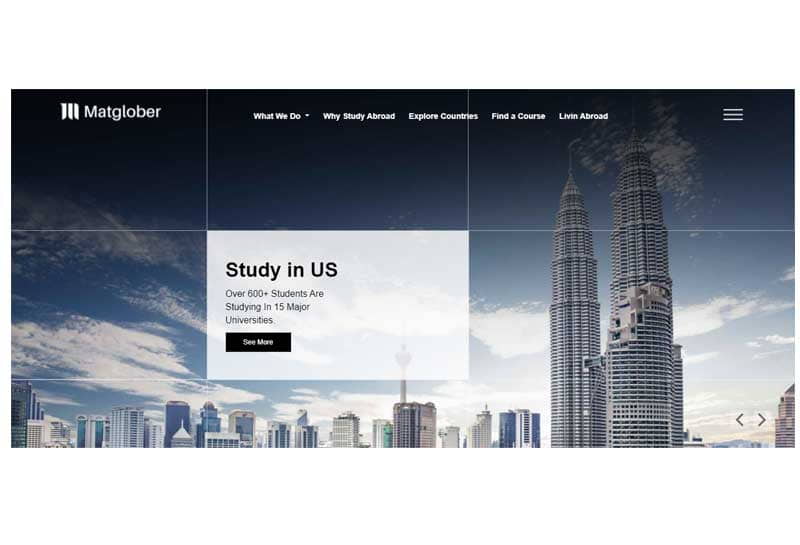 Matglober
What We Do
Why Study Abroad
Explore Countries
Find a Course
Livin Abroad
Study in US
Over 600+ Students Are
Studying In 15 Major
Universities.
See More